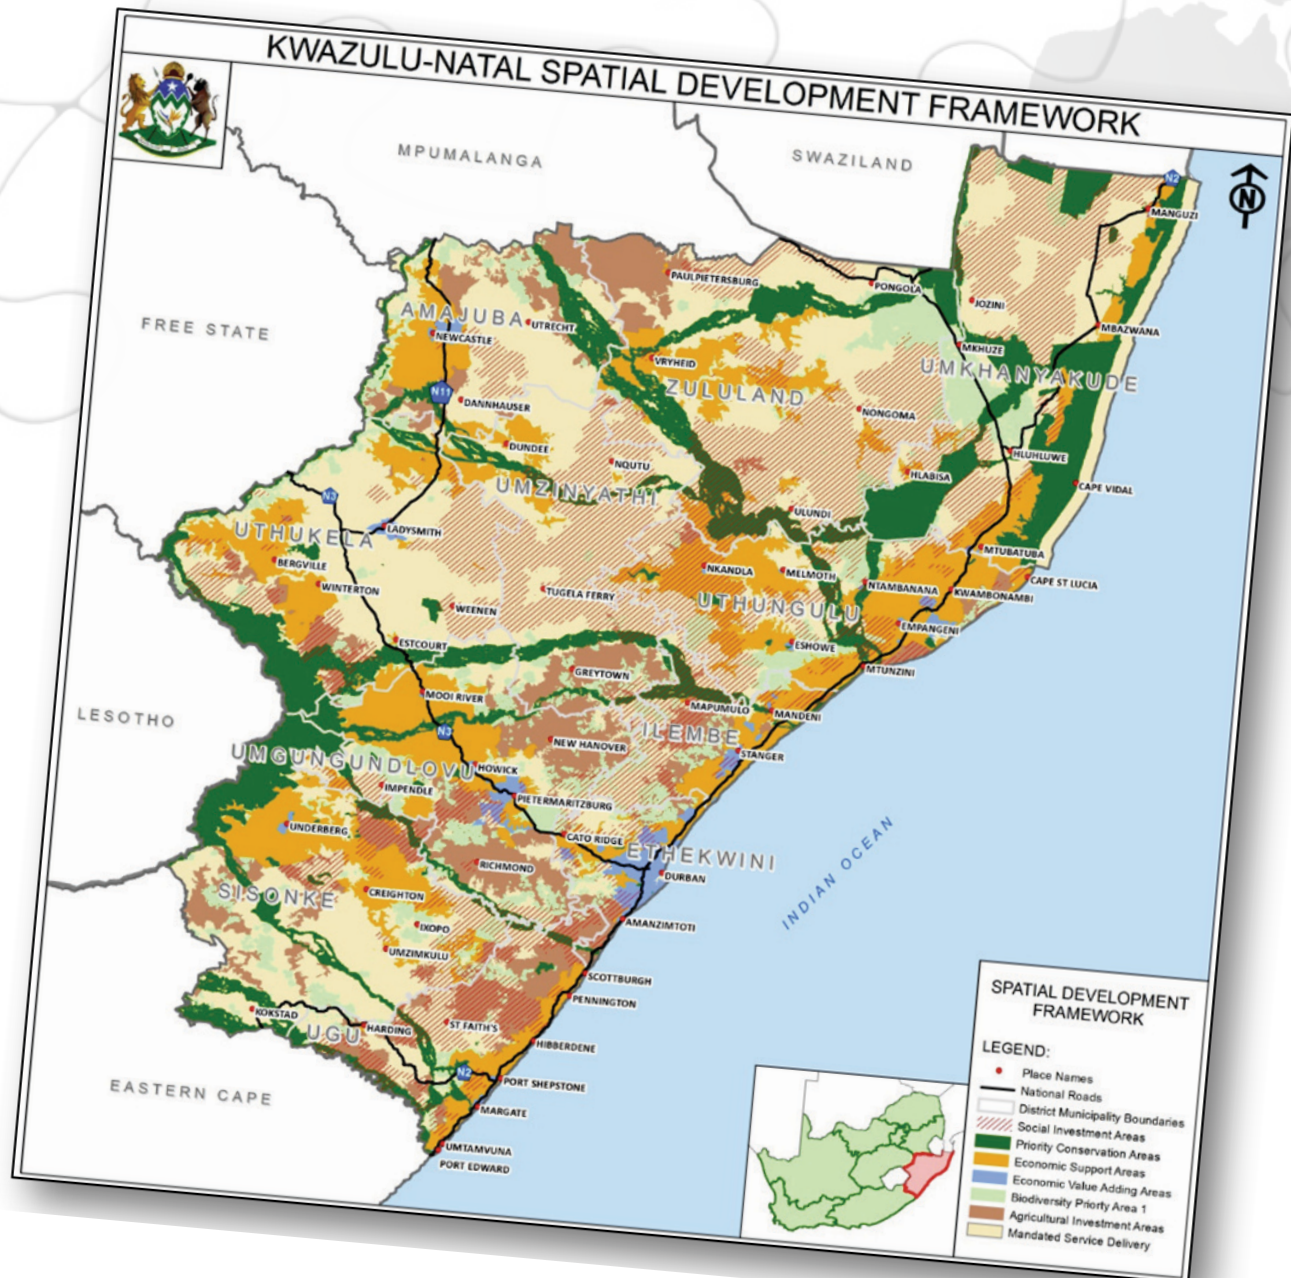 KWAZULU-NATAL SPATIAL DEVELOPMENT FRAMEWORK
MPUMALANGA
SWAZILAND
N
N2
MANGUZI
PAULPIETERSBURG
PONGOLA
JOZINI
FREE STATE
AMAJUBA
UTRECHT
NEWCASTLE
MBAZWANA
MKHUZE
VRYHEID
UMKHANYAKUDE
ZULULAND
N11
DANNHAUSER
NONGOMA
DUNDEE
NQUTU
HLUHLUWE
HLABISA
CAPE VIDAL
UMZINYATHI
N3
ULUNDI
UTHUKELA
LADYSMITH
MTUBATUBA
BERGVILLE
NKANDLA
MELMOTH
CAPE ST LUCIA
WINTERTON
TUGELA FERRY
NTAMBANANA
KWAMBONAMBI
WEENEN
UTHUNGULU
EMPANGENI
ESTCOURT
ESHOWE
MTUNZINI
GREYTOWN
MOOI RIVER
MAPUMULO
MANDENI
LESOTHO
N3
ILEMBE
NEW HANOVER
STANGER
UMGUNGUNDLOVU
HOWICK
IMPENDLE
PIETERMARITZBURG
UNDERBERG
CATO RIDGE
ETHEKWINI
RICHMOND
DURBAN
INDIAN OCEAN
SISONKE
CREIGHTON
IXOPO
AMANZIMTOTI
UMZIMKULU
SCOTTBURGH
PENNINGTON
KOKSTAD
UGU
HARDING
ST FAITH'S
HIBBERDENE
N2
PORT SHEPSTONE
EASTERN CAPE
MARGATE
UMTAMVUNA
PORT EDWARD
SPATIAL DEVELOPMENT
FRAMEWORK
LEGEND:
Place Names
National Roads
District Municipality Boundaries
Social Investment Areas
Priority Conservation Areas
Economic Support Areas
Economic Value Adding Areas
Biodiversity Priorty Area 1
Agricultural Investment Areas
Mandated Service Delivery